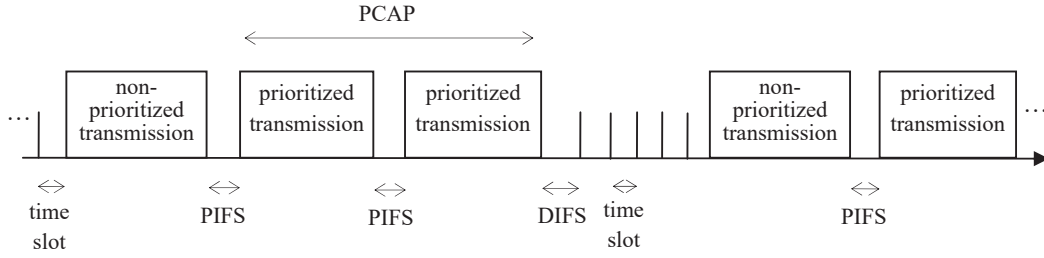 PCAP
non-
prioritized
transmission
prioritized
transmission
prioritized
transmission
non-
prioritized
transmission
prioritized
transmission
…
…
time
slot
PIFS
PIFS
DIFS
time
slot
PIFS